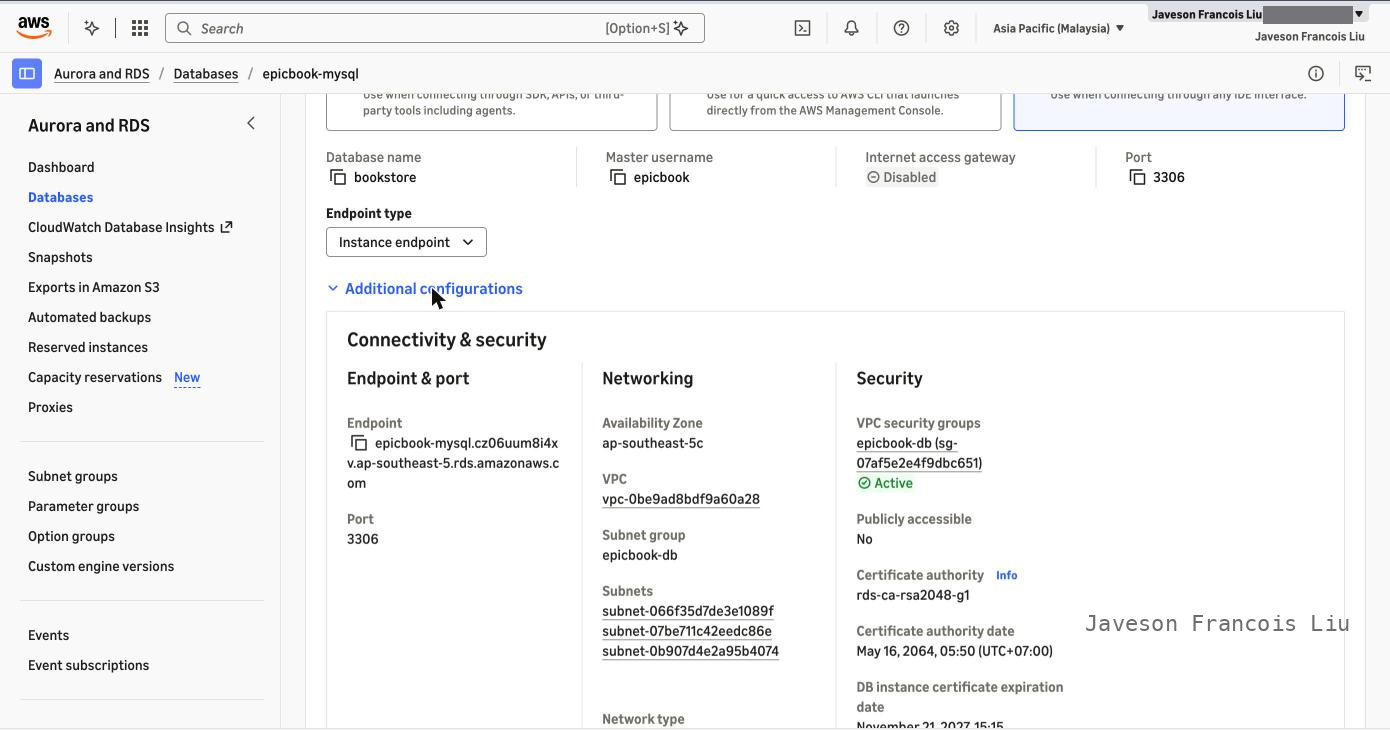 aws
Search
[Option+S]
Asia Pacific (Malaysia)
Javeson Francois Liu
Javeson Francois Liu
Aurora and RDS / Databases / epicbook-mysql
Aurora and RDS
Dashboard
Databases
CloudWatch Database Insights
Snapshots
Exports in Amazon S3
Automated backups
Reserved instances
Capacity reservations New
Proxies
Subnet groups
Parameter groups
Option groups
Custom engine versions
Events
Event subscriptions
Use when connecting through SDK, APIs, or third-
party tools including agents.
Use for a quick access to AWS CLI that launches
directly from the AWS Management Console.
Use when connecting through any IDE interface.
Database name
bookstore
Master username
epicbook
Internet access gateway
Disabled
Port
3306
Endpoint type
Instance endpoint
Additional configurations
Connectivity & security
Endpoint & port
Endpoint
epicbook-mysql.cz06uum8i4x
v.ap-southeast-5.rds.amazonaws.c
om
Port
3306
Networking
Availability Zone
ap-southeast-5c
VPC
vpc-0be9ad8bdf9a60a28
Subnet group
epicbook-db
Subnets
subnet-066f35d7de3e1089f
subnet-07be711c42eedc86e
subnet-0b907d4e2a95b4074
Network type
Security
VPC security groups
epicbook-db (sg-
07af5e2e4f9dbc651)
Active
Publicly accessible
No
Certificate authority Info
rds-ca-rsa2048-g1
Certificate authority date
May 16, 2064, 05:50 (UTC+07:00)
DB instance certificate expiration
date
November 21, 2027, 15:15
Javeson Francois Liu